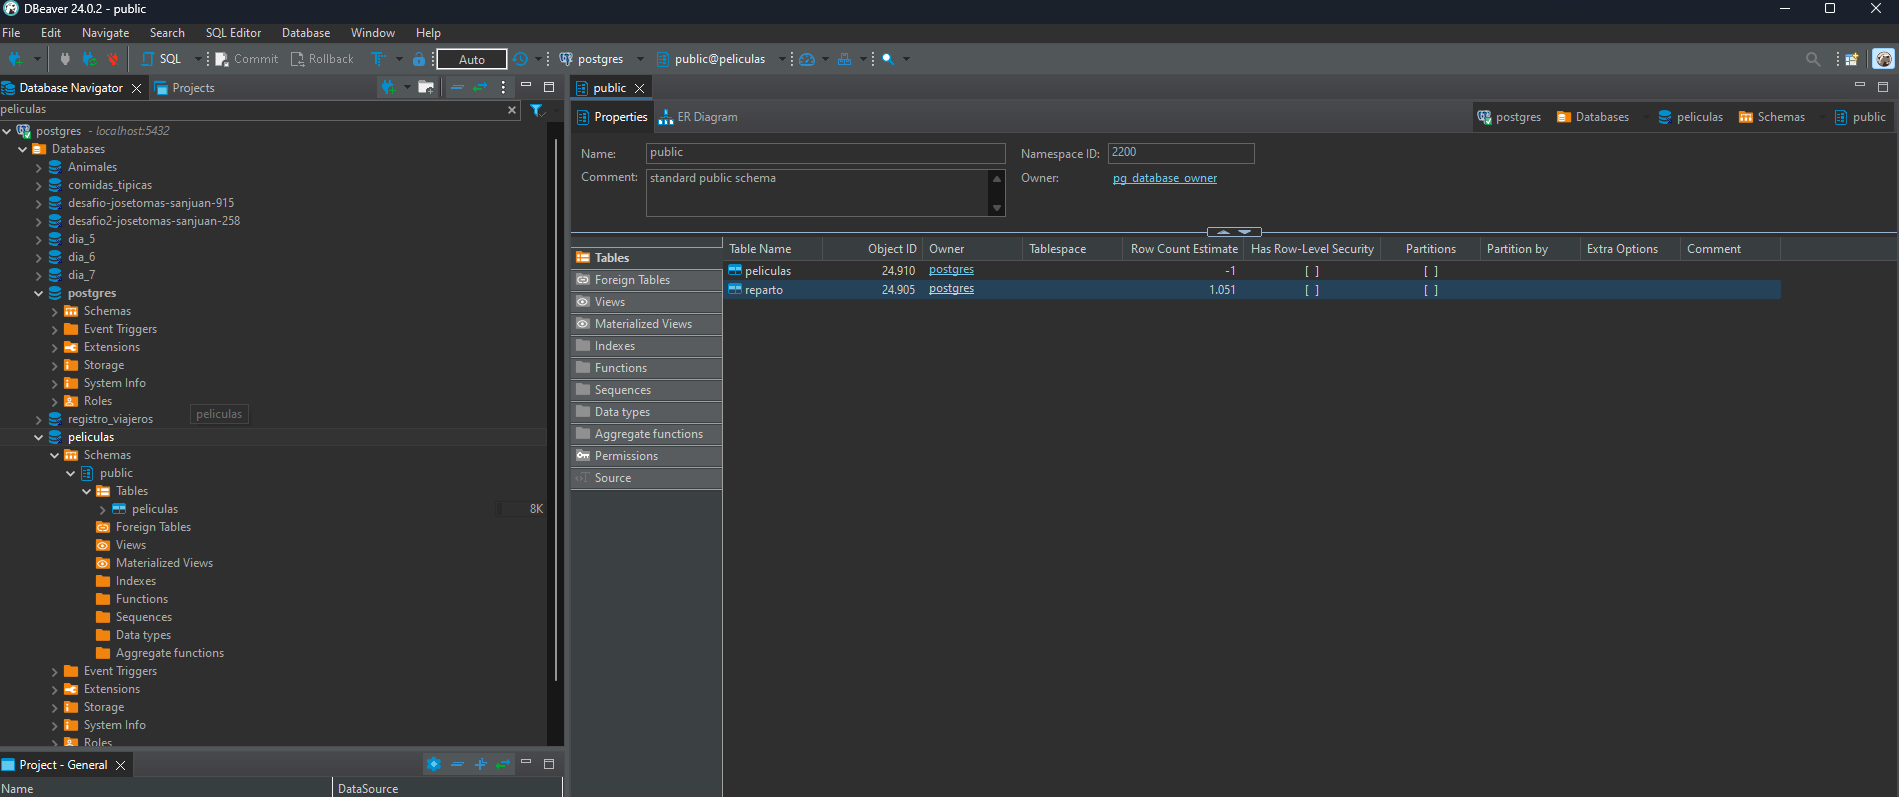 DBeaver 24.0.2 - public
File Edit Navigate Search SQL Editor Database Window Help
SQL Commit Rollback Auto postgres public@peliculas
Database Navigator Projects
peliculas
postgres - localhost:5432
Databases
Animales
comidas_tipicas
desafio-josetomas-sanjuan-915
desafio2-josetomas-sanjuan-258
dia_5
dia_6
dia_7
postgres
Schemas
Event Triggers
Extensions
Storage
System Info
Roles
registro_viajeros
peliculas
peliculas
Schemas
public
Tables
peliculas 8K
Foreign Tables
Views
Materialized Views
Indexes
Functions
Sequences
Data types
Aggregate functions
Event Triggers
Extensions
Storage
System Info
Roles
Project - General
Name DataSource
public
Properties ER Diagram
postgres Databases peliculas Schemas public
Name: public Namespace ID: 2200
Comment: standard public schema Owner: pg_database_owner
Tables
Foreign Tables
Views
Materialized Views
Indexes
Functions
Sequences
Data types
Aggregate functions
Permissions
Source
Table Name Object ID Owner Tablespace Row Count Estimate Has Row-Level Security Partitions Partition by Extra Options Comment
peliculas 24.910 postgres -1 [ ] [ ]
reparto 24.905 postgres 1.051 [ ] [ ]